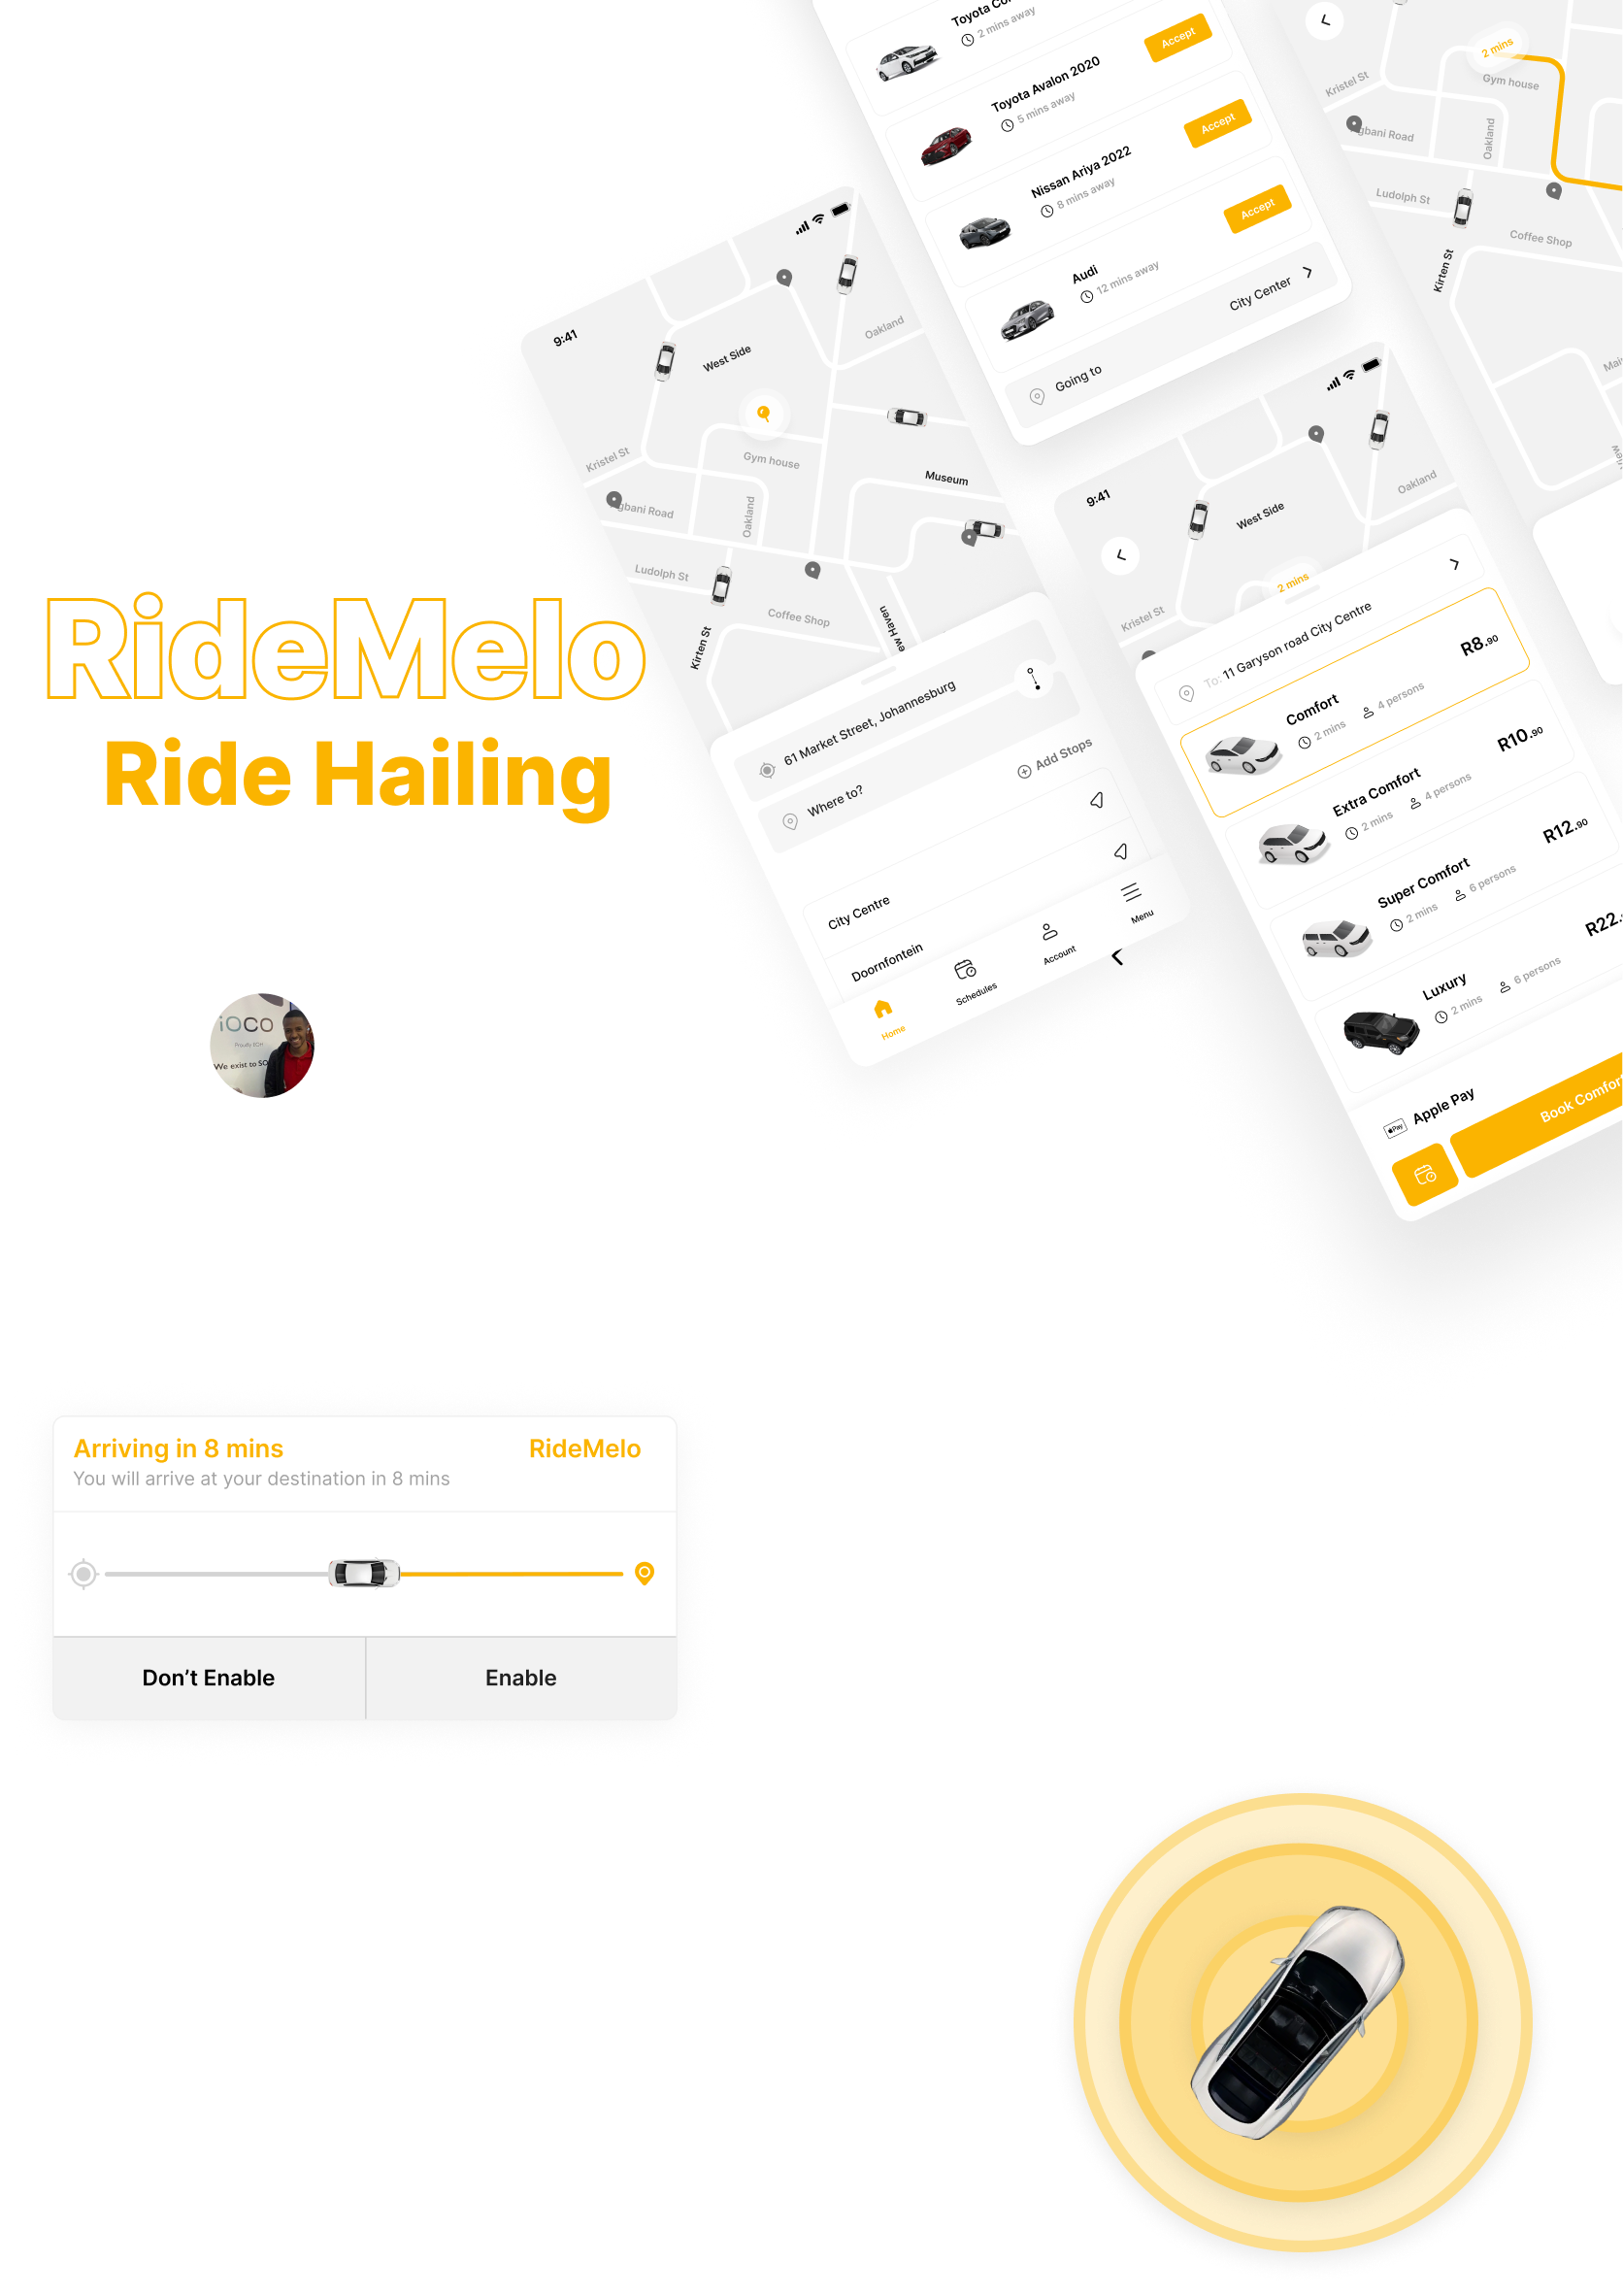 Toyota Co
2 mins away
Accept
Toyota Avalon 2020
5 mins away
Accept
Nissan Ariya 2022
8 mins away
Accept
Audi
12 mins away
Going to
City Center
2 mins
Gym house
Kristel St
gbani Road
Oakland
Ludolph St
Coffee Shop
Kirten St
9:41
West Side
Oakland
Kristel St
Gym house
Museum
gbani Road
Oakland
Ludolph St
Coffee Shop
Kirten St
ew Haven
61 Market Street, Johannesburg
Where to?
Add Stops
City Centre
Doornfontein
Home
Schedules
Account
Menu
9:41
West Side
Oakland
2 mins
Kristel St
To: 11 Garyson road City Centre
Comfort
2 mins
4 persons
R8.90
Extra Comfort
2 mins
4 persons
R10.90
Super Comfort
2 mins
6 persons
R12.90
Luxury
2 mins
6 persons
R22.
Pay
Apple Pay
Book Comfor
RideMelo
Ride Hailing
iOCO
We exist to SO
Arriving in 8 mins
RideMelo
You will arrive at your destination in 8 mins
Don’t Enable
Enable